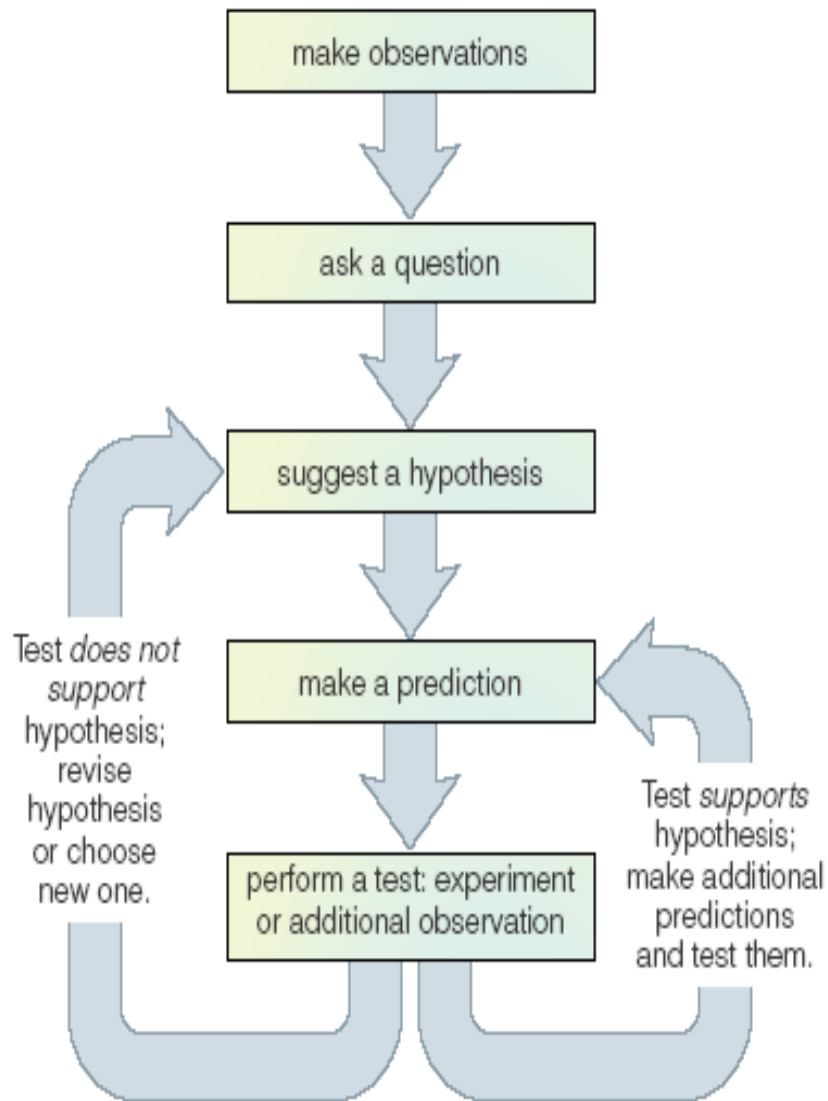 make observations
ask a question
suggest a hypothesis
make a prediction
perform a test: experiment
or additional observation
Test does not
support
hypothesis;
revise
hypothesis
or choose
new one.
Test supports
hypothesis;
make additional
predictions
and test them.